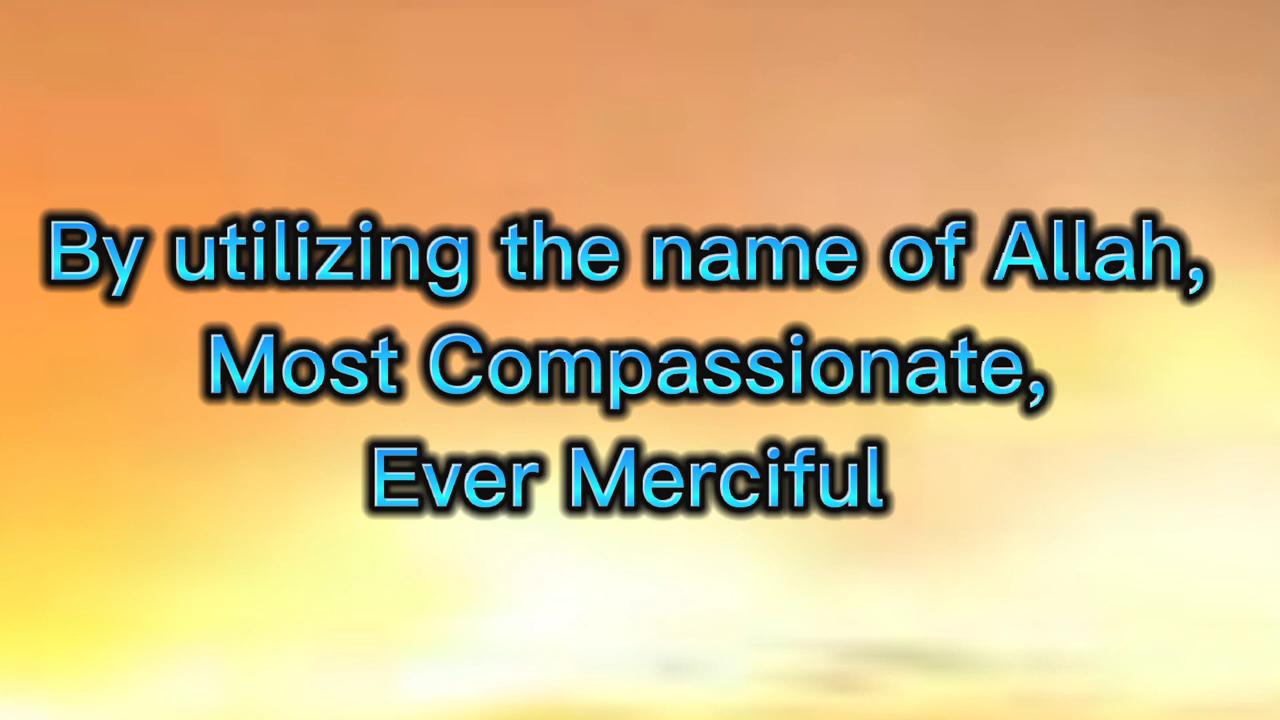 By utilizing the name of Allah,
Most Compassionate,
Ever Merciful